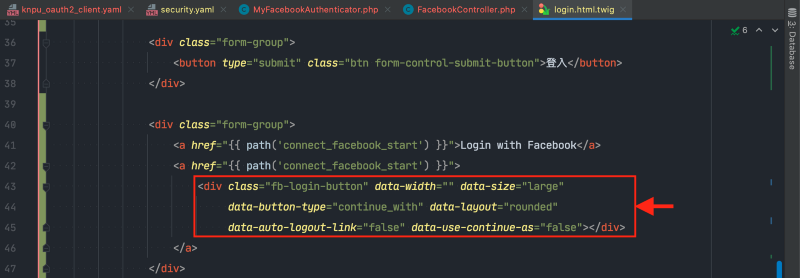 knpu_oauth2_client.yaml security.yaml MyFacebookAuthenticator.php FacebookController.php login.html.twig
35 6
36 <div class="form-group">
37 <button type="submit" class="btn form-control-submit-button">登入</button>
38 </div>
39
40 <div class="form-group">
41 <a href="{{ path('connect_facebook_start') }}">Login with Facebook</a>
42 <a href="{{ path('connect_facebook_start') }}">
43 <div class="fb-login-button" data-width="" data-size="large"
44 data-button-type="continue_with" data-layout="rounded"
45 data-auto-logout-link="false" data-use-continue-as="false"></div>
46 </a>
47 </div>
3: Database